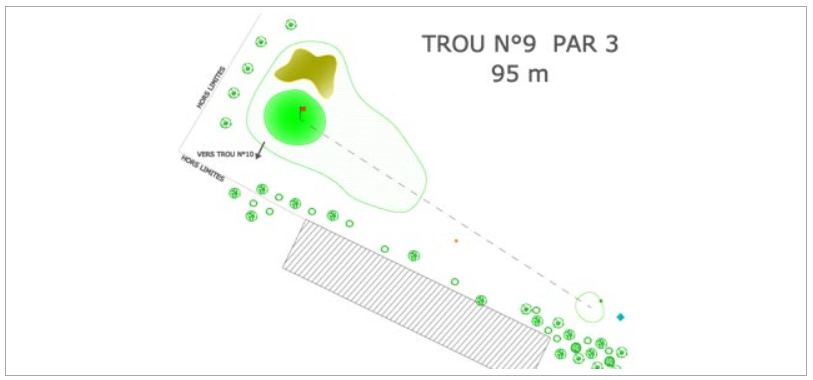 TROU N°9 PAR 3
95 m
HORS LIMITES
VERS TROU N°10
HORS LIMITES